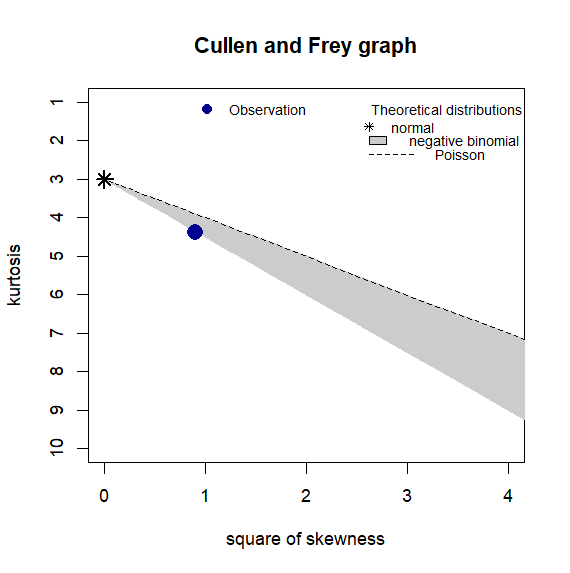 Cullen and Frey graph
Observation
Theoretical distributions
normal
negative binomial
Poisson
kurtosis
1
2
3
4
5
6
7
8
9
10
0 1 2 3 4
square of skewness